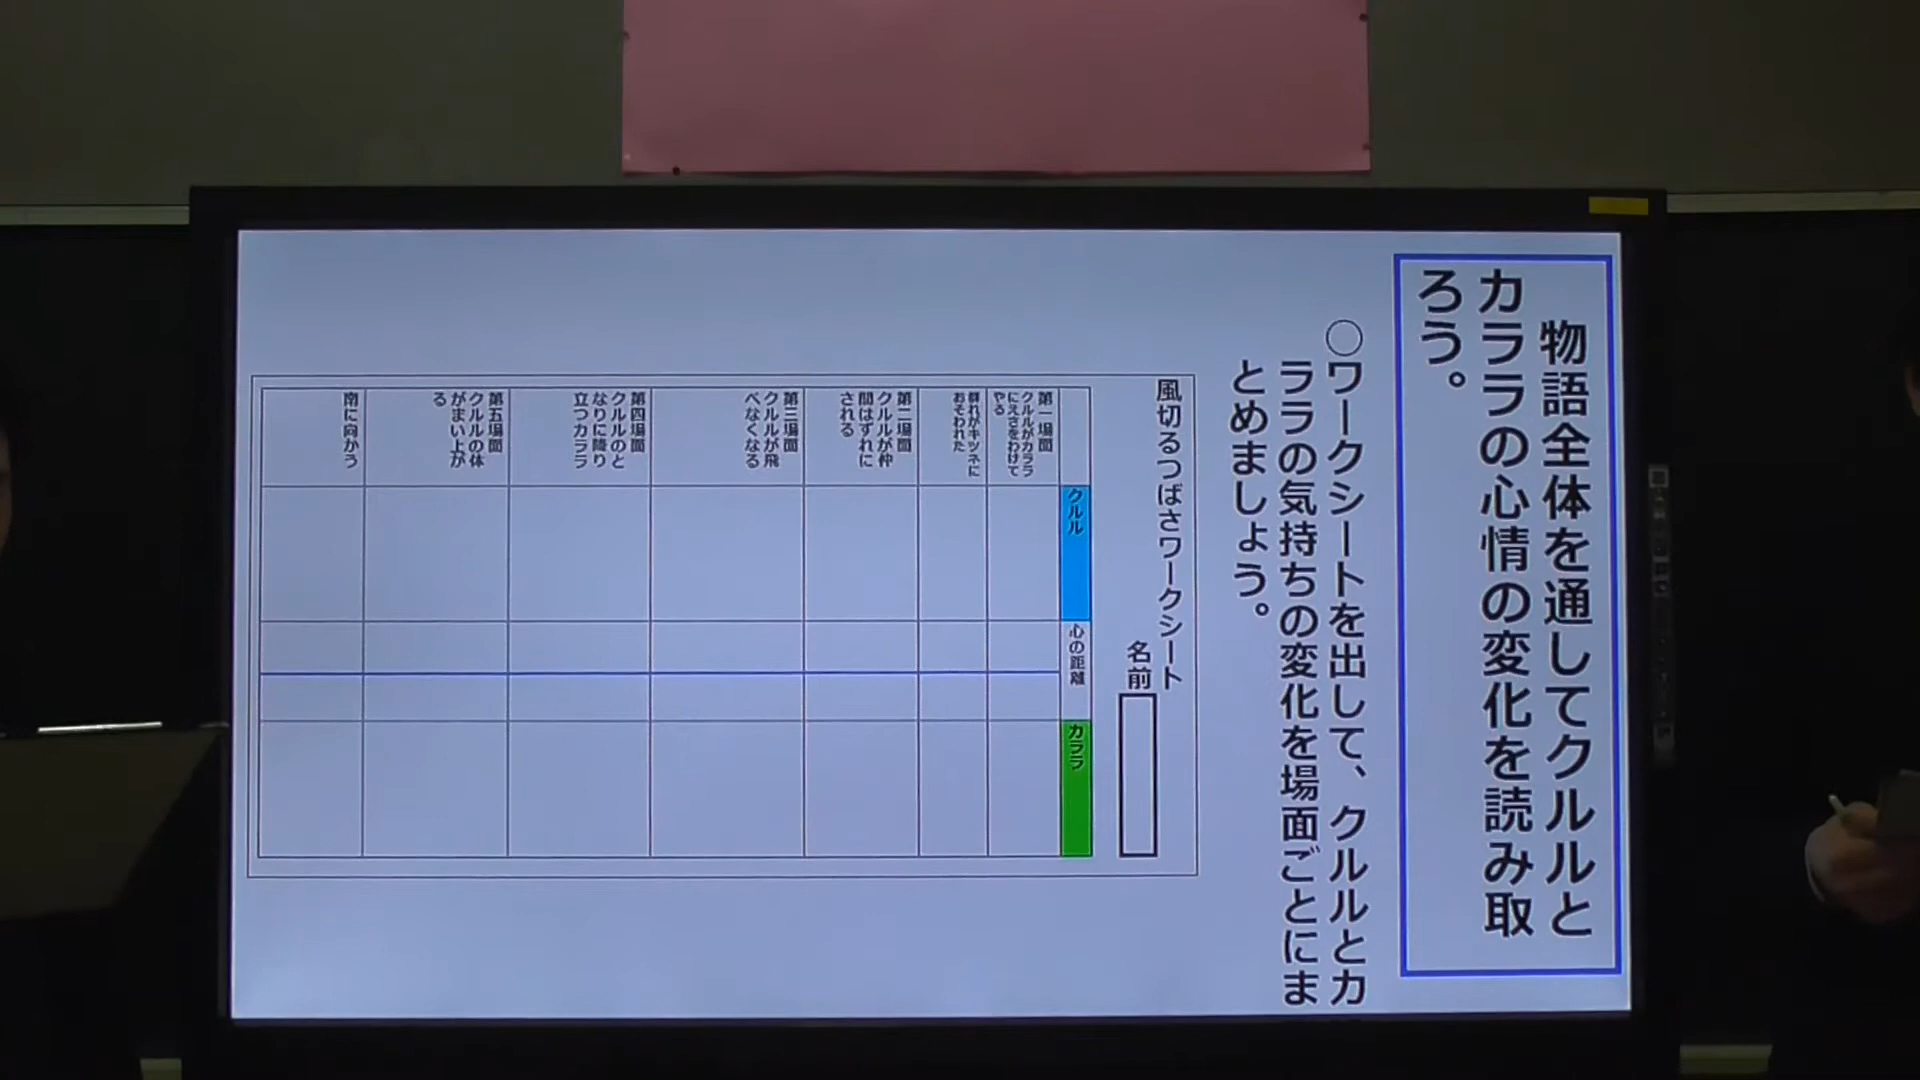 物語全体を通してクルルと
カララの心情の変化を読み取
ろう。
○ワークシートを出して、クルルとカ
ララの気持ちの変化を場面ごとにま
とめましょう。
風切るつばさワークシート
名前
クルル
心の距離
カララ
第一場面
クルルがカララ
にえさをわけて
やる
群れがキツネに
おそわれた
第二場面
クルルが仲
間はずれに
される
第三場面
クルルが飛
べなくなる
第四場面
クルルのと
なりに降り
立つカララ
第五場面
クルルの体
がまい上が
る
南に向かう